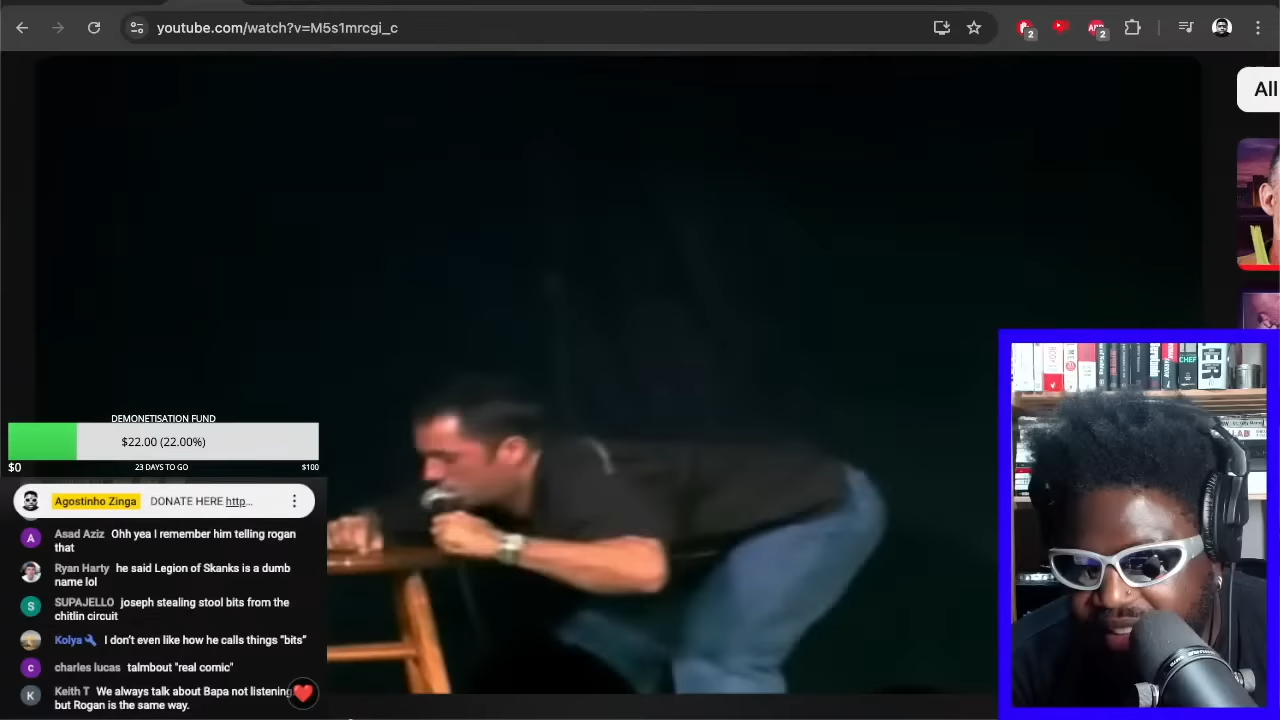 youtube.com/watch?v=M5s1mrcgi_c
2
2
All
DEMONETISATION FUND
$22.00 (22.00%)
$0
23 DAYS TO GO
$100
Agostinho Zinga DONATE HERE http...
A Asad Aziz Ohh yea I remember him telling rogan
that
Ryan Harty he said Legion of Skanks is a dumb
name lol
S SUPAJELLO joseph stealing stool bits from the
chitlin circuit
Kolya I don't even like how he calls things "bits"
c charles lucas talmbout "real comic"
K Keith T We always talk about Bapa not listening
but Rogan is the same way.
CHEF